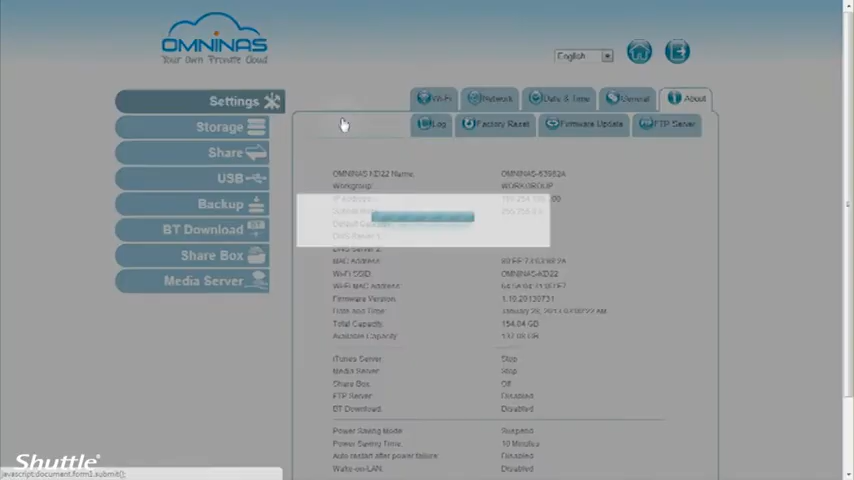 OMNINAS
Your Own Private Cloud
English
Settings
Storage
Share
USB
Backup
BT Download
Share Box
Media Server
Wi-Fi
Network
Date & Time
General
About
Log
Factory Reset
Firmware Update
FTP Server
OMNINAS KD22 Name
Workgroup: WORKGROUP
MAC Address:
Wi-Fi SSID: OMNINAS-KD22
Wi-Fi MAC Address:
Firmware Version: 1.10.20130731
Date and Time:
Total Capacity: 154.04 GB
Available Capacity:
iTunes Server: Stop
Media Server: Stop
Share Box: Off
FTP Server: Disabled
BT Download: Disabled
Power Saving Mode: Suspend
Power Saving Time: 10 Minutes
Auto restart after power failure: Disabled
Wake-on-LAN: Disabled
Shuttle
javascript:document.form3.submit();